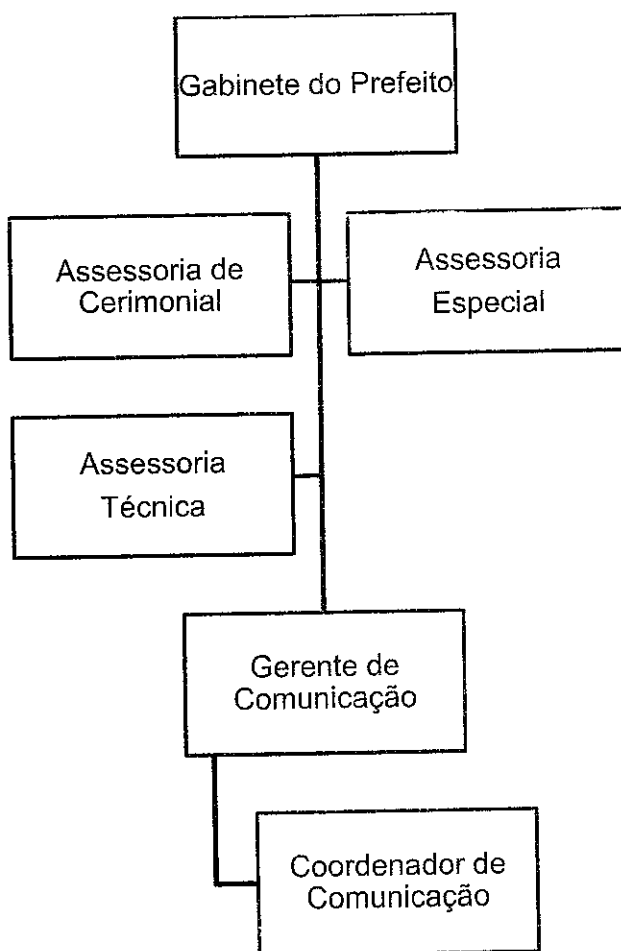 Gabinete do Prefeito
Assessoria de
Cerimonial
Assessoria
Especial
Assessoria
Técnica
Gerente de
Comunicação
Coordenador de
Comunicação